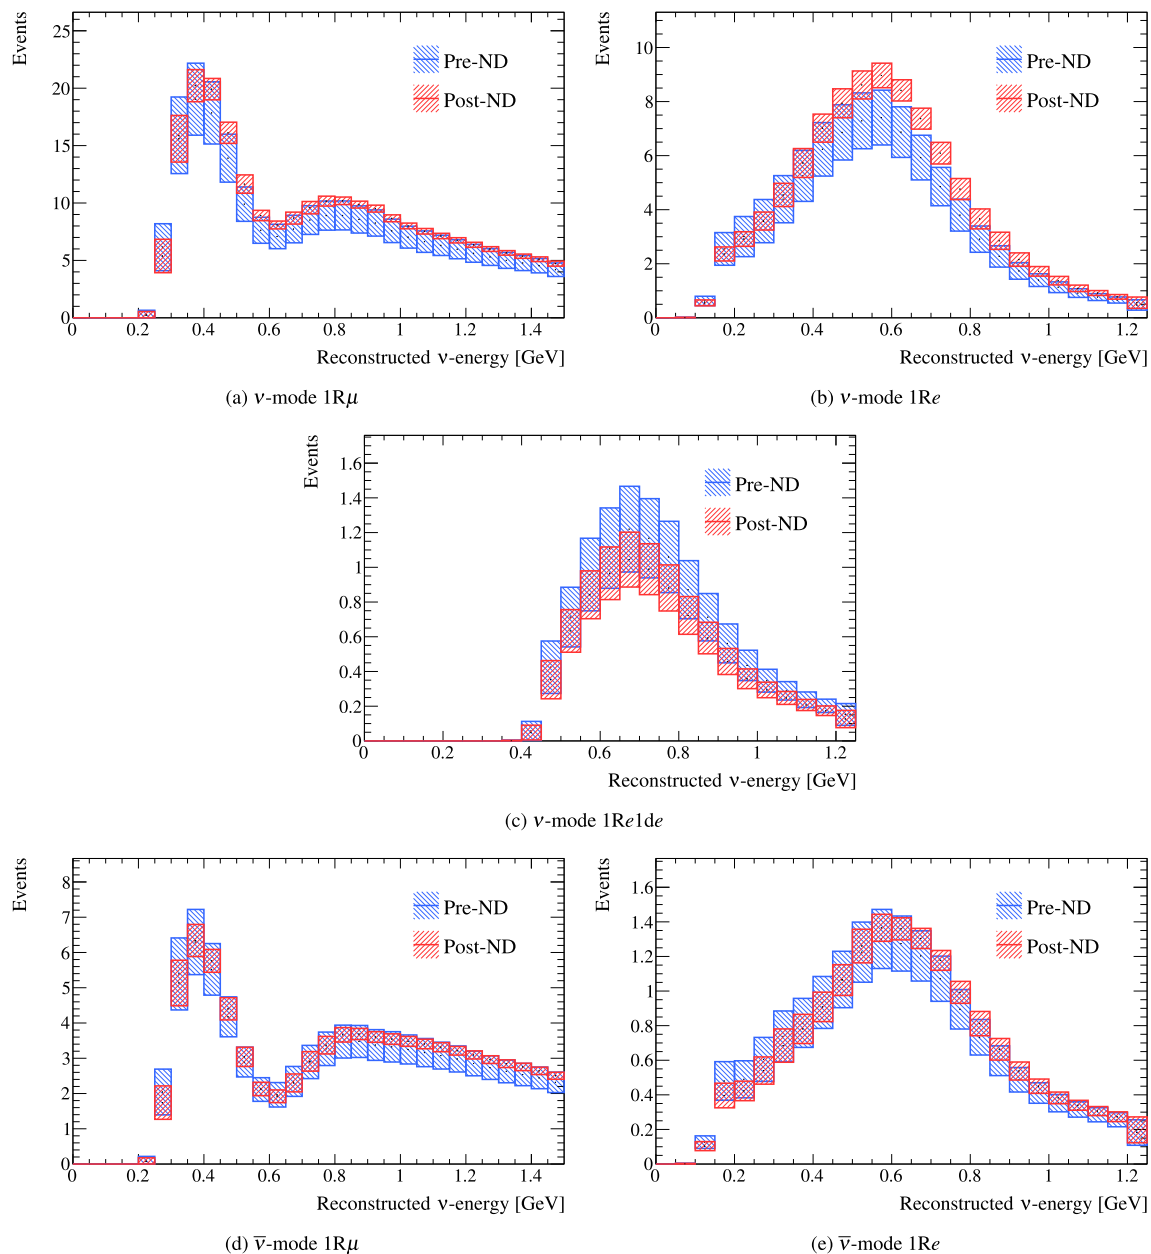 Events
25
20
15
10
5
0
Pre-ND
Post-ND
0 0.2 0.4 0.6 0.8 1 1.2 1.4
Reconstructed ν-energy [GeV]
(a) ν-mode 1Rμ
Events
10
8
6
4
2
0
Pre-ND
Post-ND
0 0.2 0.4 0.6 0.8 1 1.2
Reconstructed ν-energy [GeV]
(b) ν-mode 1Re
Events
1.6
1.4
1.2
1
0.8
0.6
0.4
0.2
0
Pre-ND
Post-ND
0 0.2 0.4 0.6 0.8 1 1.2
Reconstructed ν-energy [GeV]
(c) ν-mode 1Re1de
Events
8
7
6
5
4
3
2
1
0
Pre-ND
Post-ND
0 0.2 0.4 0.6 0.8 1 1.2 1.4
Reconstructed ν-energy [GeV]
(d) ν̅-mode 1Rμ
Events
1.6
1.4
1.2
1
0.8
0.6
0.4
0.2
0
Pre-ND
Post-ND
0 0.2 0.4 0.6 0.8 1 1.2
Reconstructed ν-energy [GeV]
(e) ν̅-mode 1Re